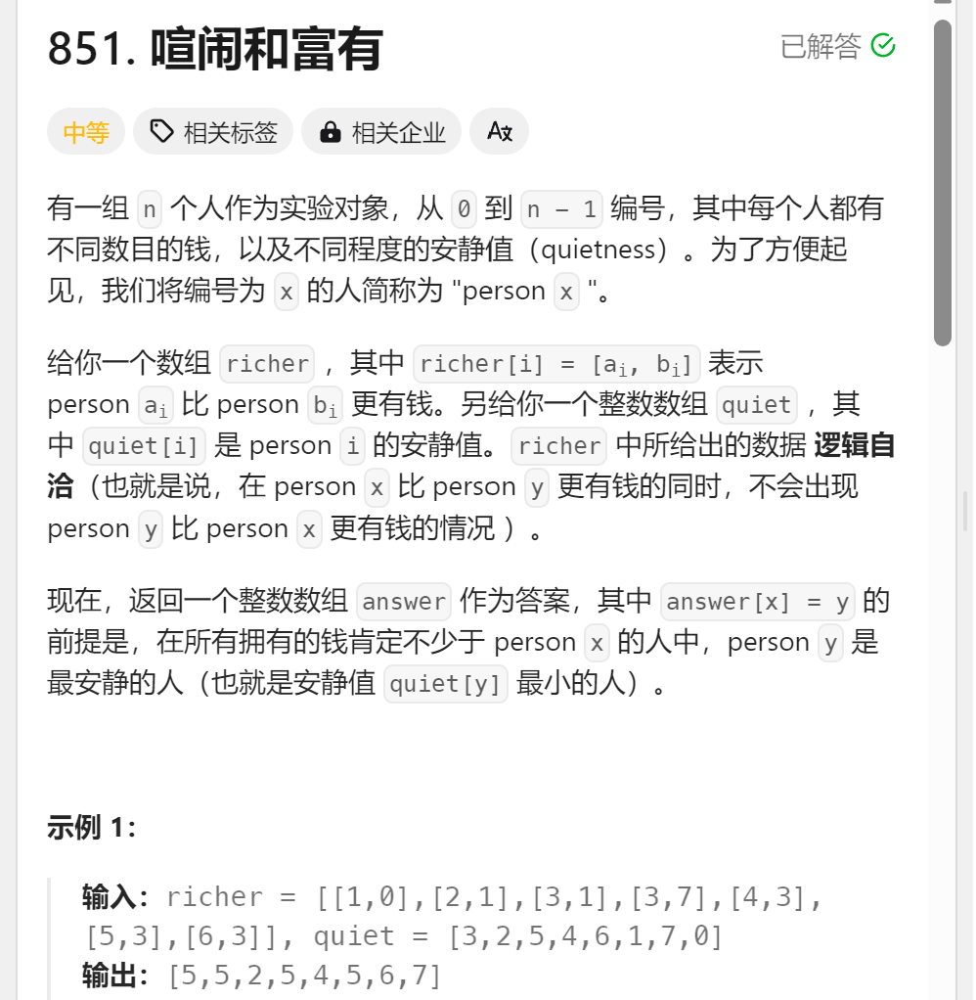 851. 喧闹和富有
已解答
中等 相关标签 相关企业 Aあ
有一组 n 个人作为实验对象，从 0 到 n - 1 编号，其中每个人都有
不同数目的钱，以及不同程度的安静值（quietness）。为了方便起
见，我们将编号为 x 的人简称为 "person x "。
给你一个数组 richer ，其中 richer[i] = [ai, bi] 表示
person ai 比 person bi 更有钱。另给你一个整数数组 quiet ，其
中 quiet[i] 是 person i 的安静值。richer 中所给出的数据 逻辑自
洽（也就是说，在 person x 比 person y 更有钱的同时，不会出现
person y 比 person x 更有钱的情况 ）。
现在，返回一个整数数组 answer 作为答案，其中 answer[x] = y 的
前提是，在所有拥有的钱肯定不少于 person x 的人中，person y 是
最安静的人（也就是安静值 quiet[y] 最小的人）。
示例 1：
输入：richer = [[1,0],[2,1],[3,1],[3,7],[4,3],
[5,3],[6,3]], quiet = [3,2,5,4,6,1,7,0]
输出：[5,5,2,5,4,5,6,7]